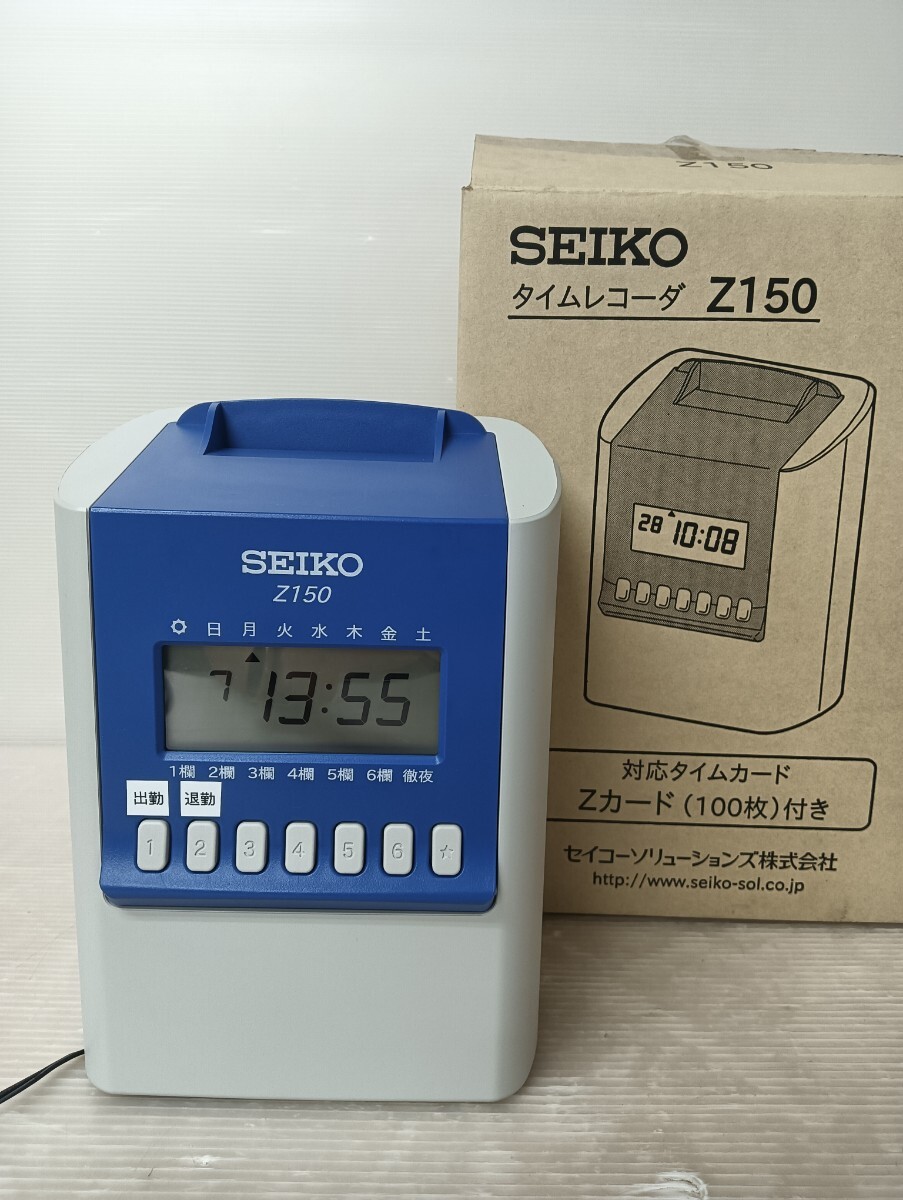 Z150
SEIKO
タイムレコーダ Z150
28 10:08
対応タイムカード
Zカード(100枚)付き
セイコーソリューションズ株式会社
http://www.seiko-sol.co.jp
SEIKO
Z150
日 月 火 水 木 金 土
7 13:55
1欄 2欄 3欄 4欄 5欄 6欄 徹夜
出勤 退勤
1 2 3 4 5 6 ☆